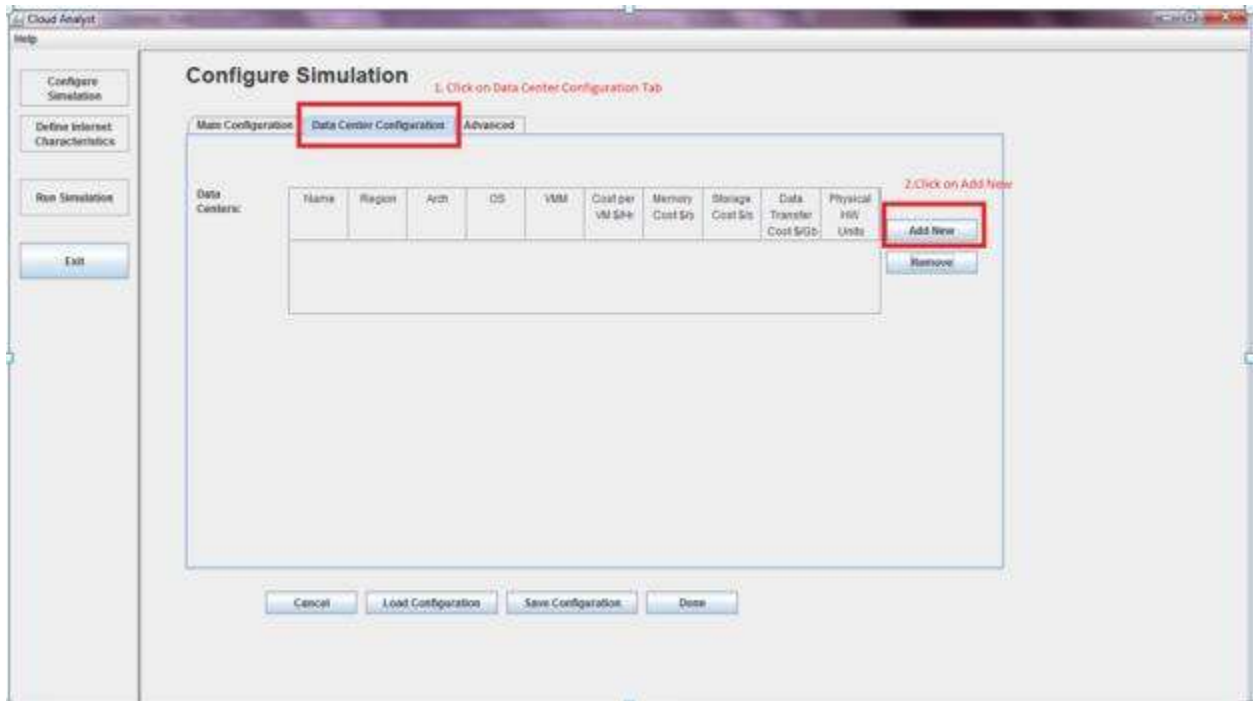 Cloud Analyst
Help
Configure
Simulation
Define Internet
Characteristics
Run Simulation
Exit
Configure Simulation
1. Click on Data Center Configuration Tab
Main Configuration Data Center Configuration Advanced
2.Click on Add New
Data
Centers:
Name Region Arch OS VMM Cost per Memory Storage Data Physical
VM $/Hr Cost $/s Cost $/s Transfer HW
Cost $/Gb Units
Add New
Remove
Cancel Load Configuration Save Configuration Done